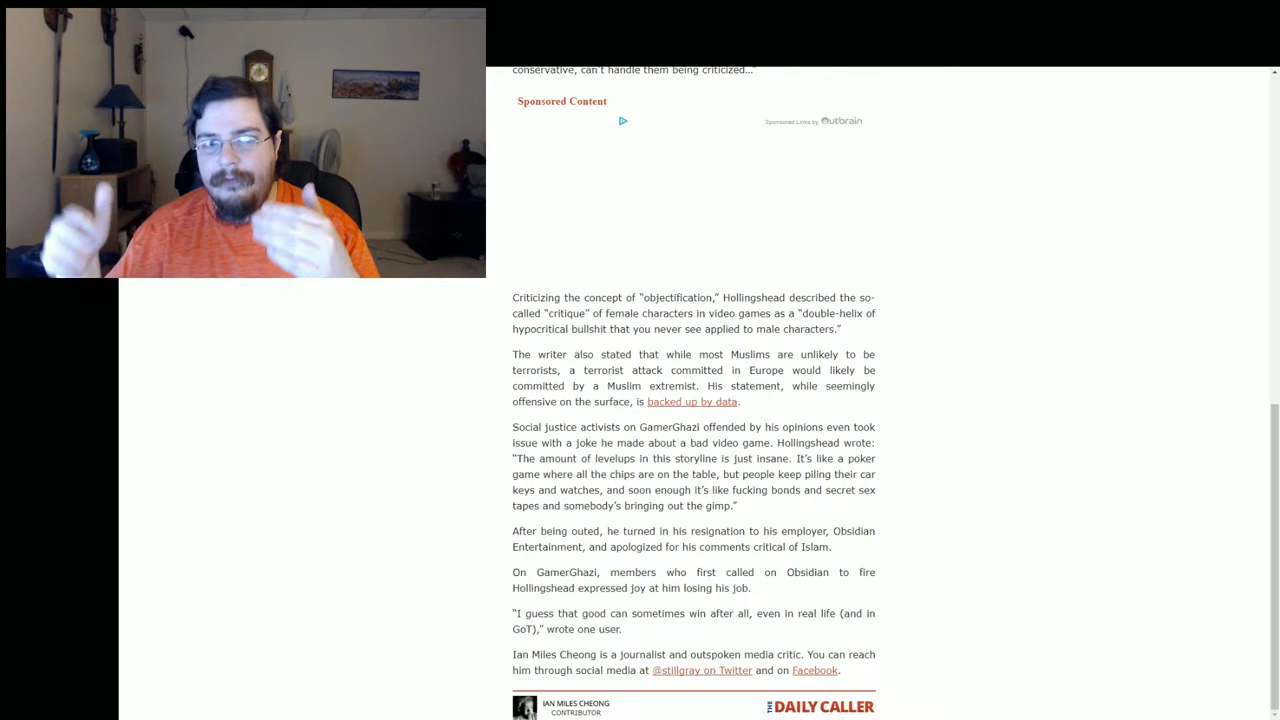 conservative, can't handle them being criticized…"
Sponsored Content
Sponsored Links by Outbrain
Criticizing the concept of “objectification,” Hollingshead described the so-
called “critique” of female characters in video games as a “double-helix of
hypocritical bullshit that you never see applied to male characters.”
The writer also stated that while most Muslims are unlikely to be
terrorists, a terrorist attack committed in Europe would likely be
committed by a Muslim extremist. His statement, while seemingly
offensive on the surface, is backed up by data.
Social justice activists on GamerGhazi offended by his opinions even took
issue with a joke he made about a bad video game. Hollingshead wrote:
“The amount of levelups in this storyline is just insane. It’s like a poker
game where all the chips are on the table, but people keep piling their car
keys and watches, and soon enough it’s like fucking bonds and secret sex
tapes and somebody’s bringing out the gimp.”
After being outed, he turned in his resignation to his employer, Obsidian
Entertainment, and apologized for his comments critical of Islam.
On GamerGhazi, members who first called on Obsidian to fire
Hollingshead expressed joy at him losing his job.
“I guess that good can sometimes win after all, even in real life (and in
GoT),” wrote one user.
Ian Miles Cheong is a journalist and outspoken media critic. You can reach
him through social media at @stillgray on Twitter and on Facebook.
IAN MILES CHEONG
CONTRIBUTOR
THE DAILY CALLER